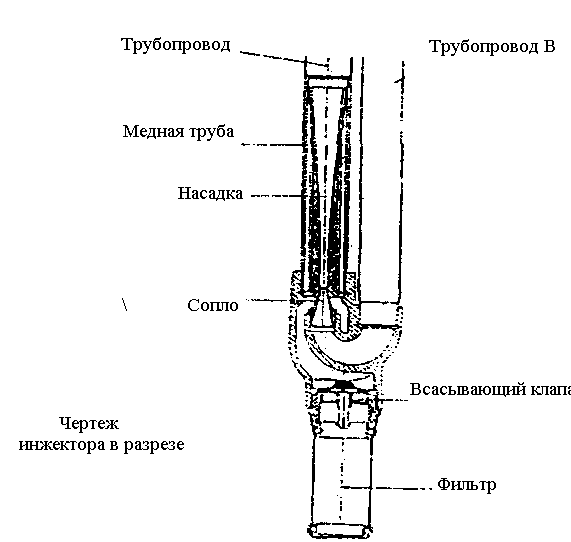 Трубопровод
Трубопровод В
Медная труба
Насадка
\
Сопло
Всасывающий клапа
Чертеж
инжектора в разрезе
Фильтр